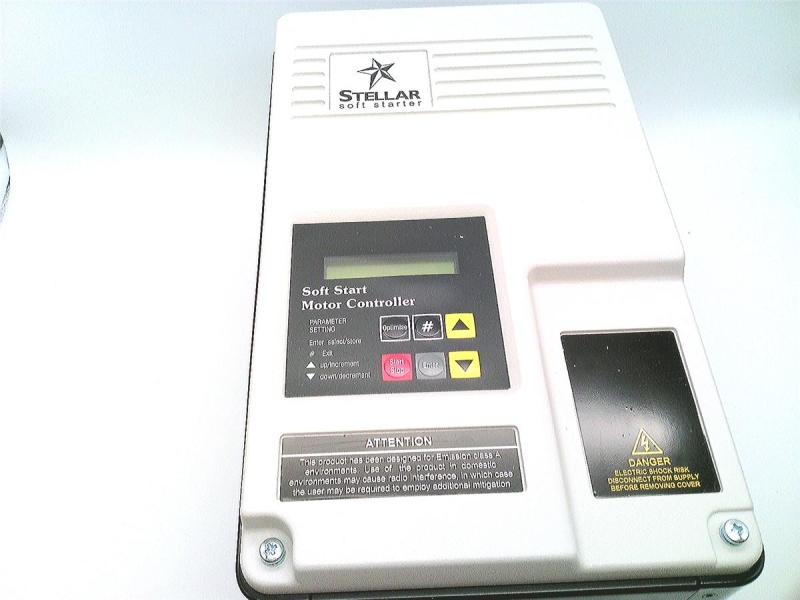 STELLAR
soft starter
Soft Start
Motor Controller
PARAMETER
SETTING
Optimise
#
Enter select/store
# Exit
up/increment
down/decrement
Start
Stop
Enter
ATTENTION
This product has been designed for Emission class A
environments. Use of the product in domestic
environments may cause radio interference, in which case
the user may be required to employ additional mitigation
DANGER
ELECTRIC SHOCK RISK
DISCONNECT FROM SUPPLY
BEFORE REMOVING COVER